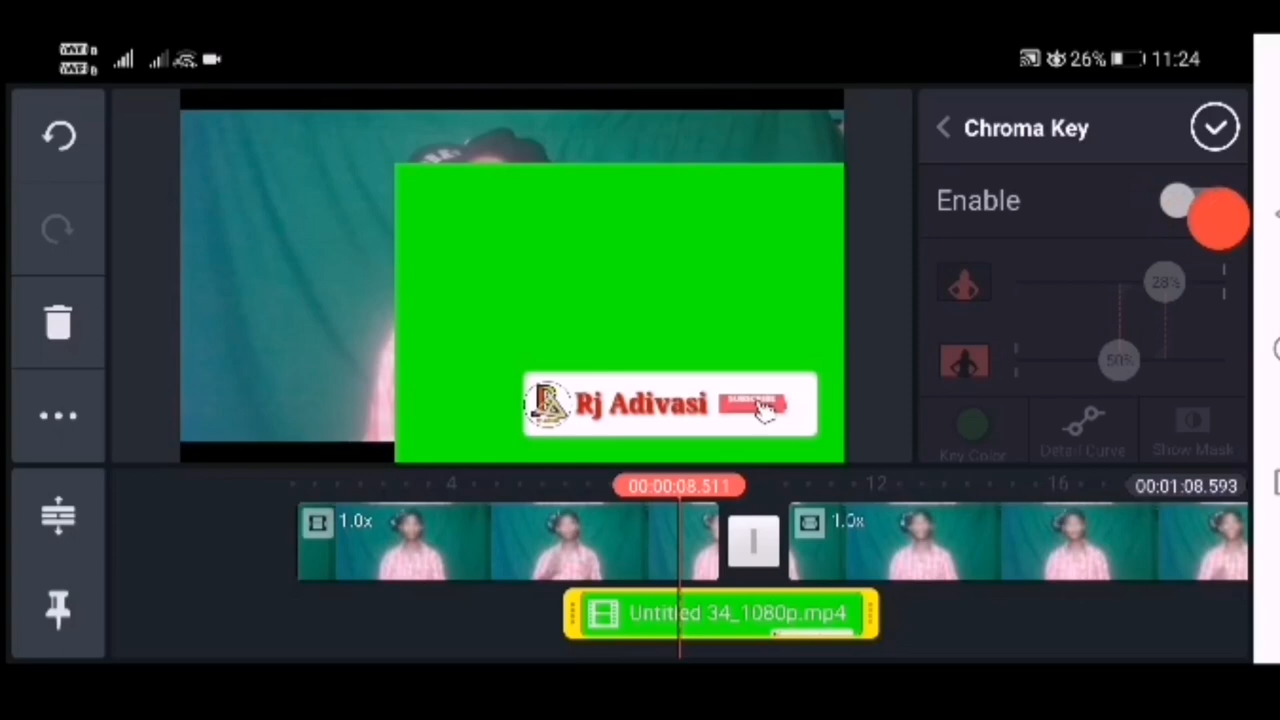 26% 11:24
Chroma Key
Enable
28%
50%
Key Color Detail Curve Show Mask
Rj Adivasi SUBSCRIBE
4 00:00:08.511 12 16 00:01:08.593
1.0x 1.0x
Untitled 34_1080p.mp4